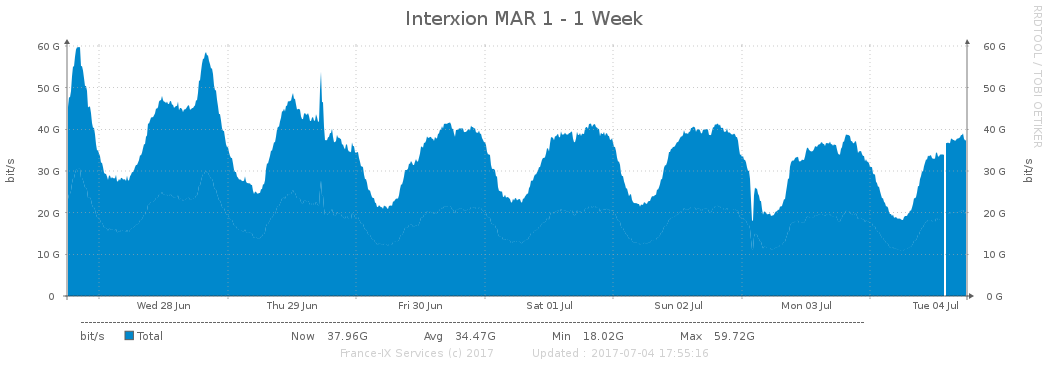 Interxion MAR 1 - 1 Week
RRDTOOL / TOBI OETIKER
60 G 60 G
50 G 50 G
40 G 40 G
30 G 30 G
20 G 20 G
10 G 10 G
0 0 G
bit/s bit/s
Wed 28 Jun Thu 29 Jun Fri 30 Jun Sat 01 Jul Sun 02 Jul Mon 03 Jul Tue 04 Jul
bit/s Total Now 37.96G Avg 34.47G Min 18.02G Max 59.72G
France-IX Services (c) 2017 Updated : 2017-07-04 17:55:16